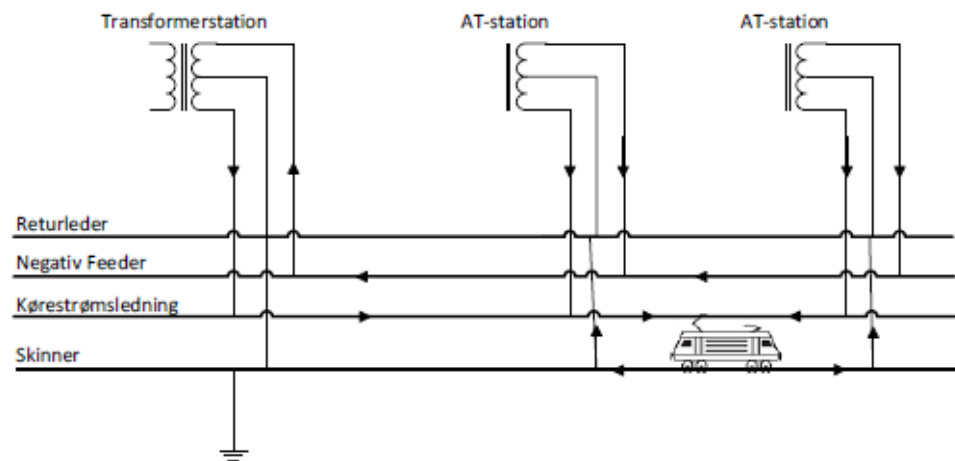 Transformerstation
AT-station
AT-station
Returleder
Negativ Feeder
Kørestrømsledning
Skinner